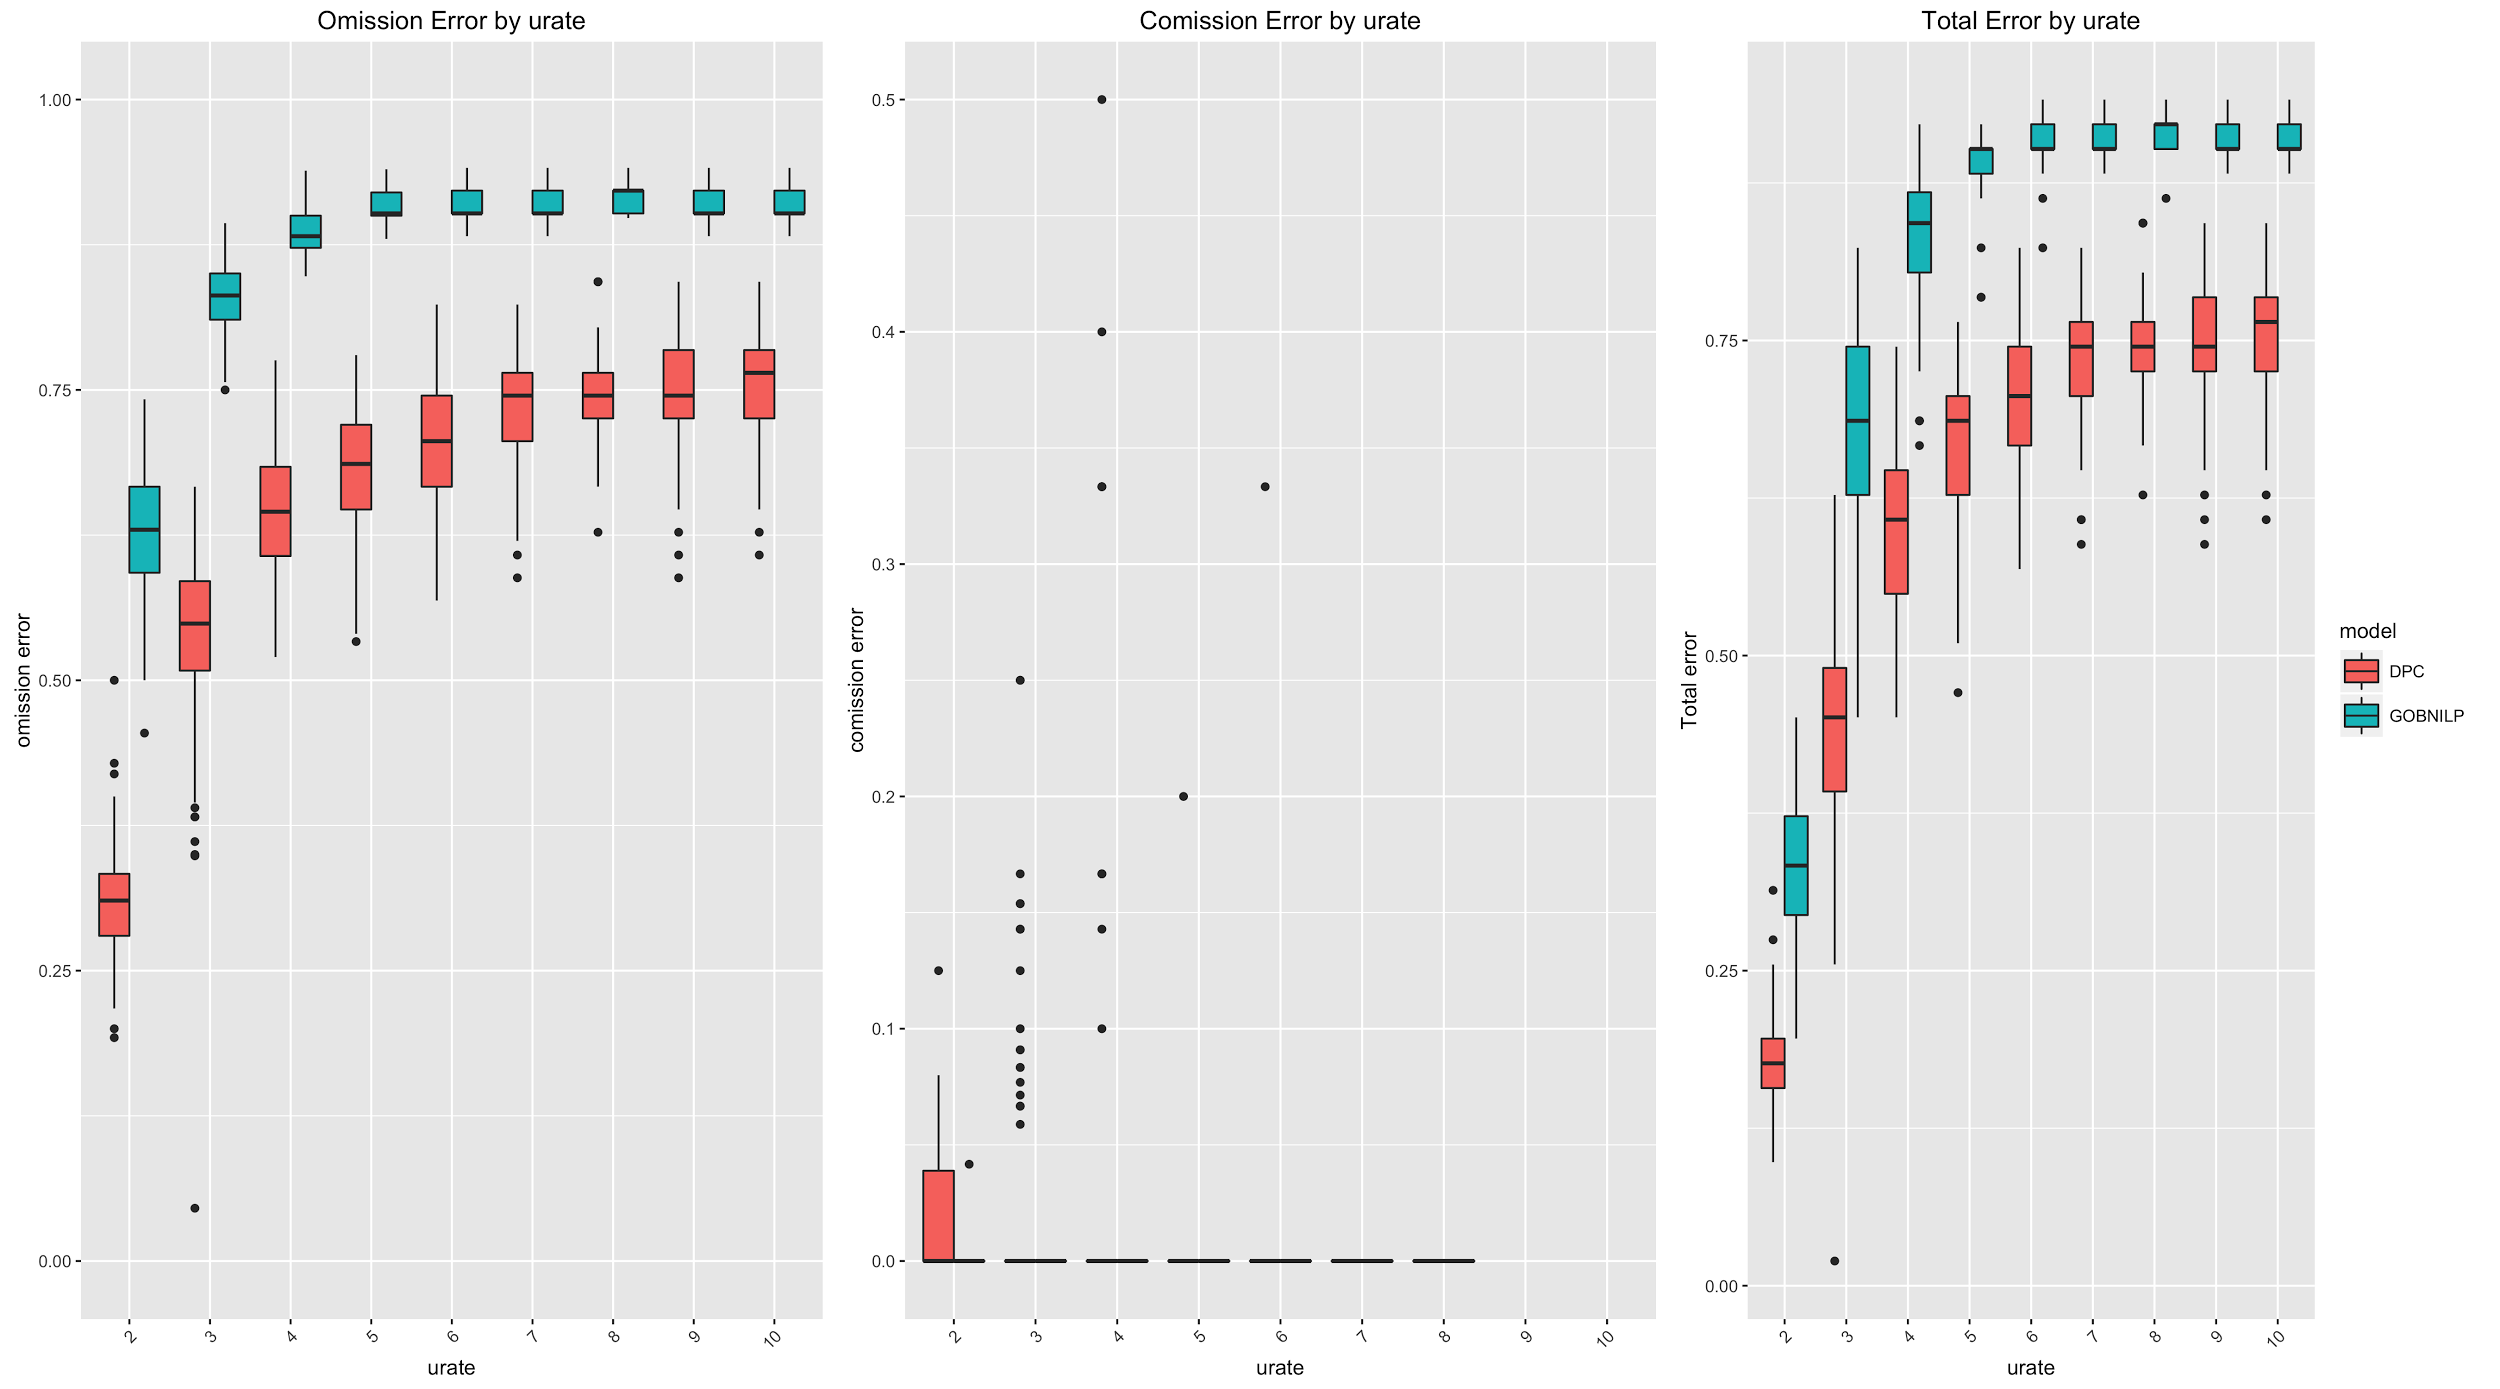 Omission Error by urate
1.00
0.75
0.50
0.25
0.00
omission error
2 3 4 5 6 7 8 9 10
urate
Comission Error by urate
0.5
0.4
0.3
0.2
0.1
0.0
comission error
2 3 4 5 6 7 8 9 10
urate
Total Error by urate
0.75
0.50
0.25
0.00
Total error
2 3 4 5 6 7 8 9 10
urate
model
DPC
GOBNILP